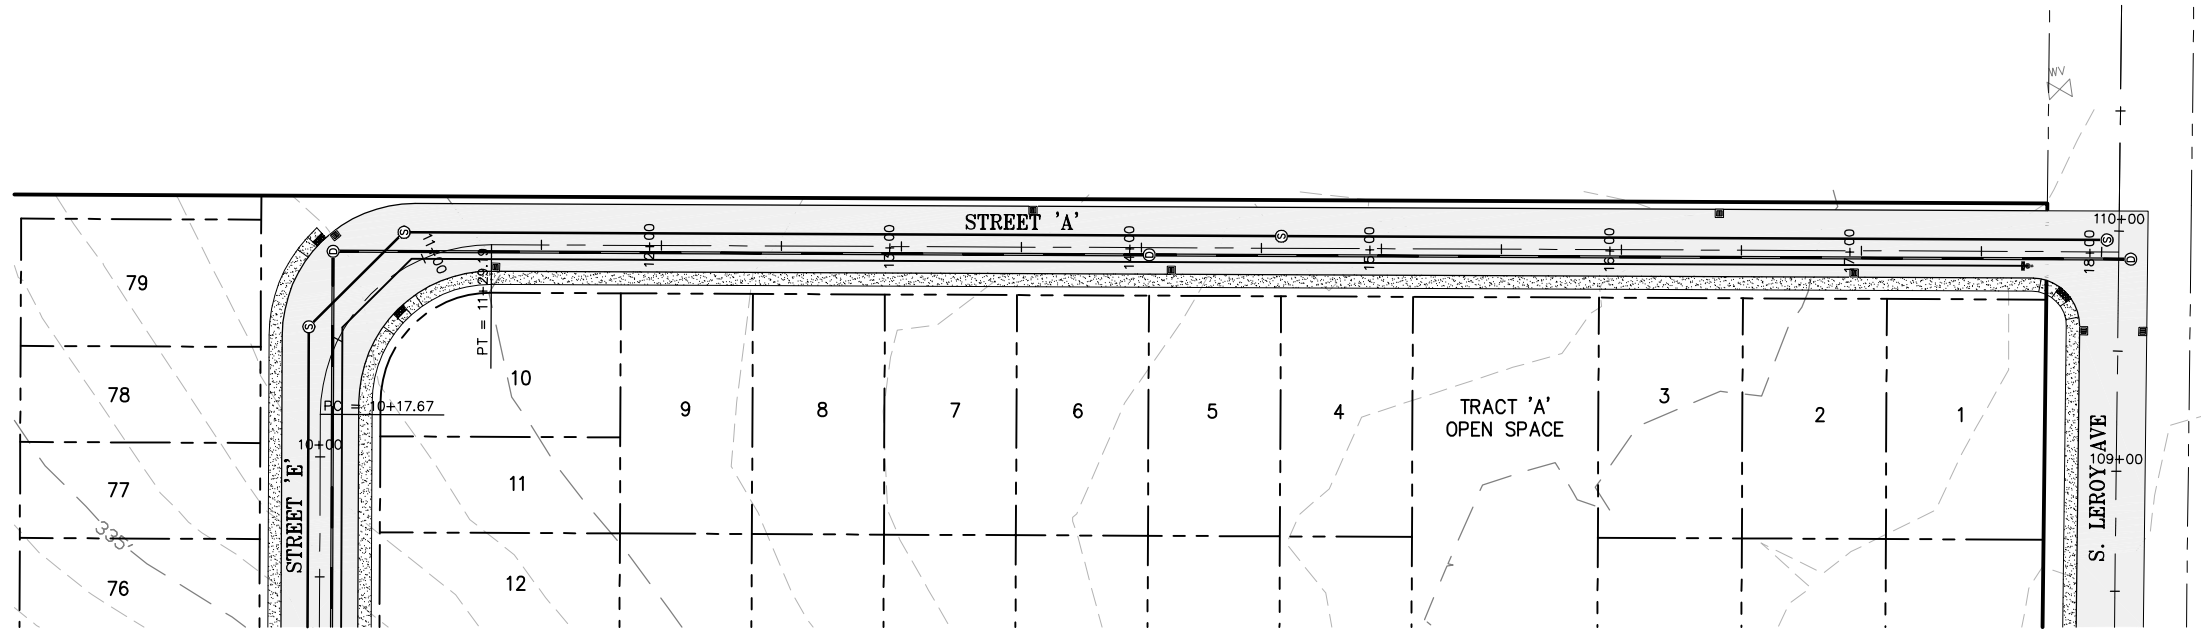 WV
110+00
STREET 'A'
S
D
11+00
12+00
13+00
14+00
D
S
15+00
16+00
17+00
18+00
S
D
PT = 11+29.19
79
S
10
78
9
8
7
6
5
4
TRACT 'A'
OPEN SPACE
3
2
1
PC = 10+17.67
10+00
STREET 'E'
S. LEROY AVE
109+00
77
11
335'
76
12